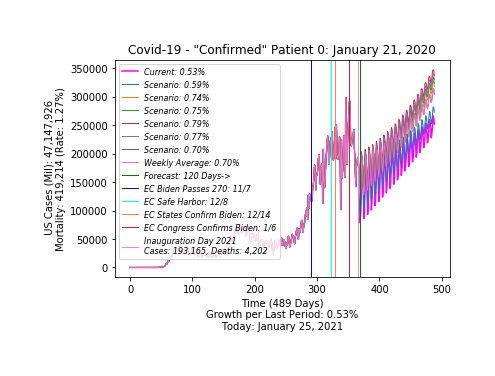 Covid-19 - "Confirmed" Patient 0: January 21, 2020
US Cases (Mil): 47,147,926
Mortality: 419,214 (Rate: 1.27%)
350000
300000
250000
200000
150000
100000
50000
0
Current: 0.53%
Scenario: 0.59%
Scenario: 0.74%
Scenario: 0.75%
Scenario: 0.79%
Scenario: 0.77%
Scenario: 0.70%
Weekly Average: 0.70%
Forecast: 120 Days->
EC Biden Passes 270: 11/7
EC Safe Harbor: 12/8
EC States Confirm Biden: 12/14
EC Congress Confirms Biden: 1/6
Inauguration Day 2021
Cases: 193,165, Deaths: 4,202
0 100 200 300 400 500
Time (489 Days)
Growth per Last Period: 0.53%
Today: January 25, 2021